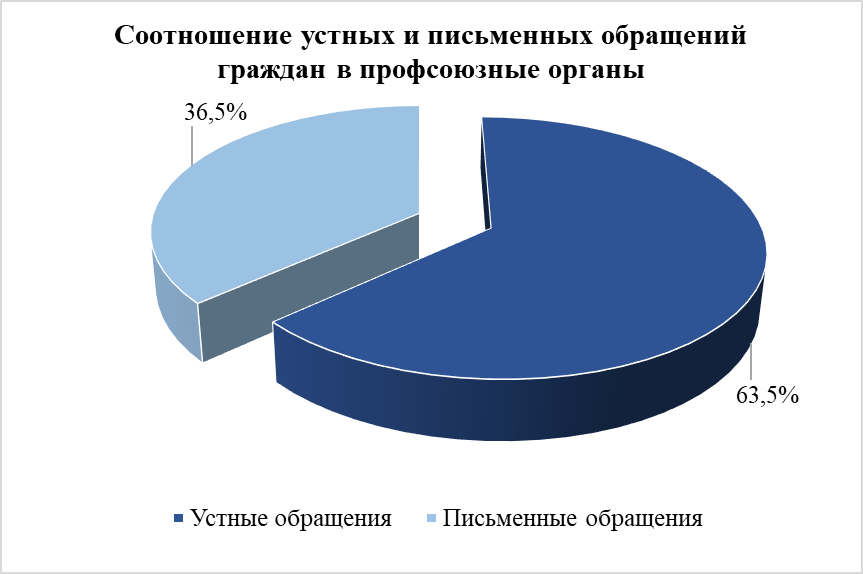 Соотношение устных и письменных обращений
граждан в профсоюзные органы
36,5%
63,5%
Устные обращения
Письменные обращения